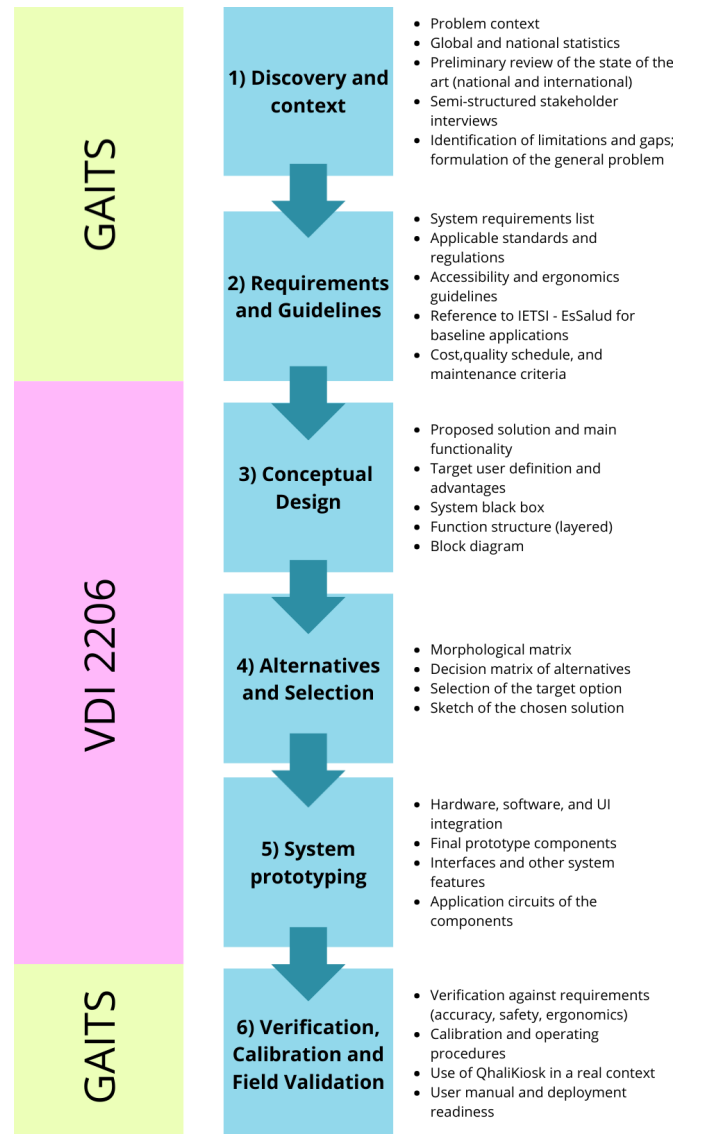 GAITS
1) Discovery and
context
• Problem context
• Global and national statistics
• Preliminary review of the state of the
art (national and international)
• Semi-structured stakeholder
interviews
• Identification of limitations and gaps;
formulation of the general problem
2) Requirements
and Guidelines
• System requirements list
• Applicable standards and
regulations
• Accessibility and ergonomics
guidelines
• Reference to IETSI - EsSalud for
baseline applications
• Cost,quality schedule, and
maintenance criteria
VDI 2206
3) Conceptual
Design
• Proposed solution and main
functionality
• Target user definition and
advantages
• System black box
• Function structure (layered)
• Block diagram
4) Alternatives
and Selection
• Morphological matrix
• Decision matrix of alternatives
• Selection of the target option
• Sketch of the chosen solution
5) System
prototyping
• Hardware, software, and UI
integration
• Final prototype components
• Interfaces and other system
features
• Application circuits of the
components
GAITS
6) Verification,
Calibration and
Field Validation
• Verification against requirements
(accuracy, safety, ergonomics)
• Calibration and operating
procedures
• Use of QhaliKiosk in a real context
• User manual and deployment
readiness